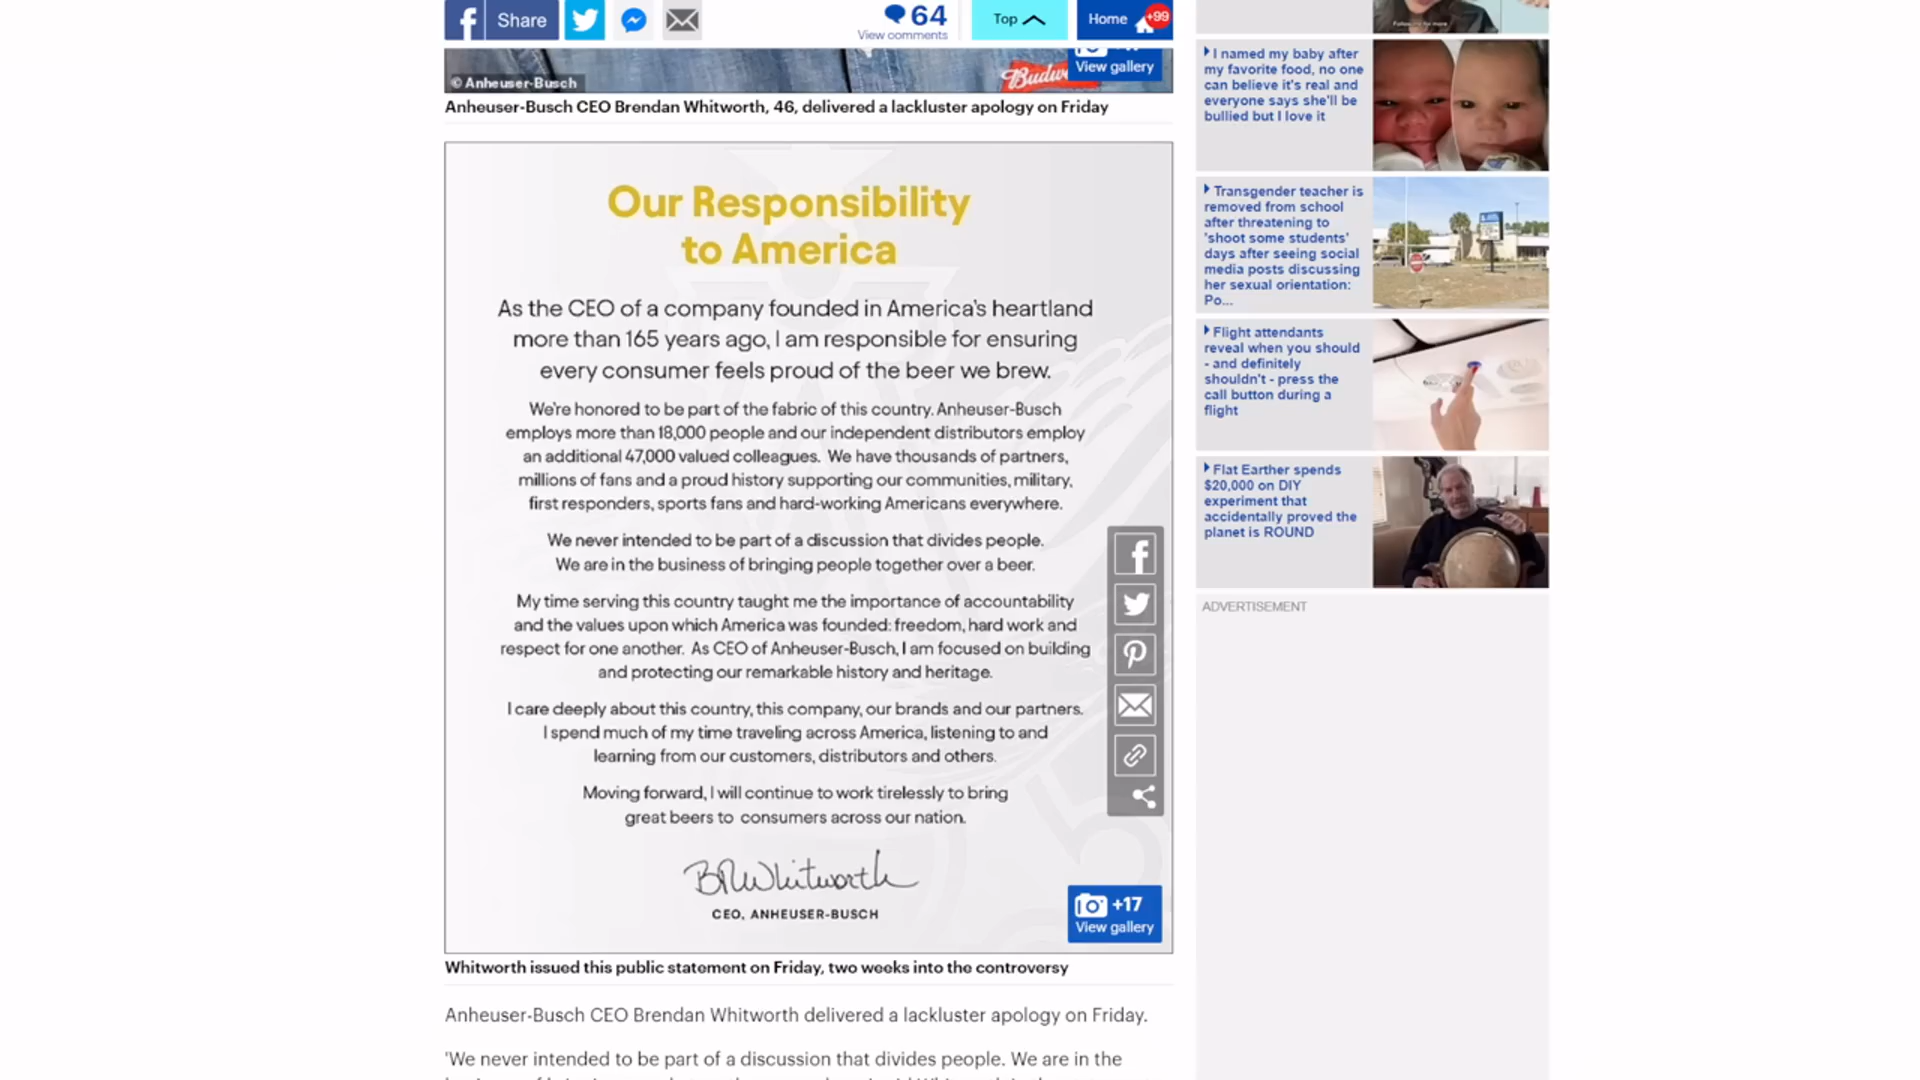 Share
64
View comments
Top
Home
+99
© Anheuser-Busch
View gallery
Anheuser-Busch CEO Brendan Whitworth, 46, delivered a lackluster apology on Friday
Our Responsibility
to America
As the CEO of a company founded in America's heartland
more than 165 years ago, I am responsible for ensuring
every consumer feels proud of the beer we brew.
We're honored to be part of the fabric of this country. Anheuser-Busch
employs more than 18,000 people and our independent distributors employ
an additional 47,000 valued colleagues. We have thousands of partners,
millions of fans and a proud history supporting our communities, military,
first responders, sports fans and hard-working Americans everywhere.
We never intended to be part of a discussion that divides people.
We are in the business of bringing people together over a beer.
My time serving this country taught me the importance of accountability
and the values upon which America was founded: freedom, hard work and
respect for one another. As CEO of Anheuser-Busch, I am focused on building
and protecting our remarkable history and heritage.
I care deeply about this country, this company, our brands and our partners.
I spend much of my time traveling across America, listening to and
learning from our customers, distributors and others.
Moving forward, I will continue to work tirelessly to bring
great beers to consumers across our nation.
BRWhitworth
CEO, ANHEUSER-BUSCH
+17
View gallery
Whitworth issued this public statement on Friday, two weeks into the controversy
Anheuser-Busch CEO Brendan Whitworth delivered a lackluster apology on Friday.
'We never intended to be part of a discussion that divides people. We are in the
I named my baby after
my favorite food, no one
can believe it's real and
everyone says she'll be
bullied but I love it
Transgender teacher is
removed from school
after threatening to
'shoot some students'
days after seeing social
media posts discussing
her sexual orientation:
Po...
Flight attendants
reveal when you should
- and definitely
shouldn't - press the
call button during a
flight
Flat Earther spends
$20,000 on DIY
experiment that
accidentally proved the
planet is ROUND
ADVERTISEMENT